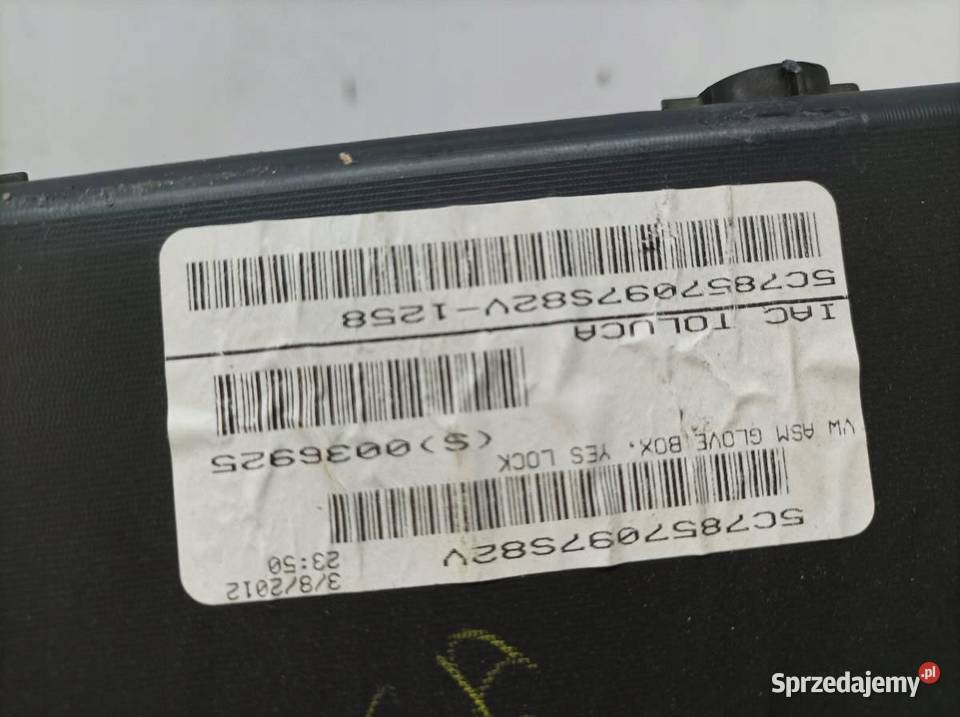 5C7857097S82V
3/8/2012
23:50
VW ASM GLOVE BOX, YES LOCK
(S)0036925
IAC TOLUCA
5C7857097S82V-1258
Sprzedajemy.pl